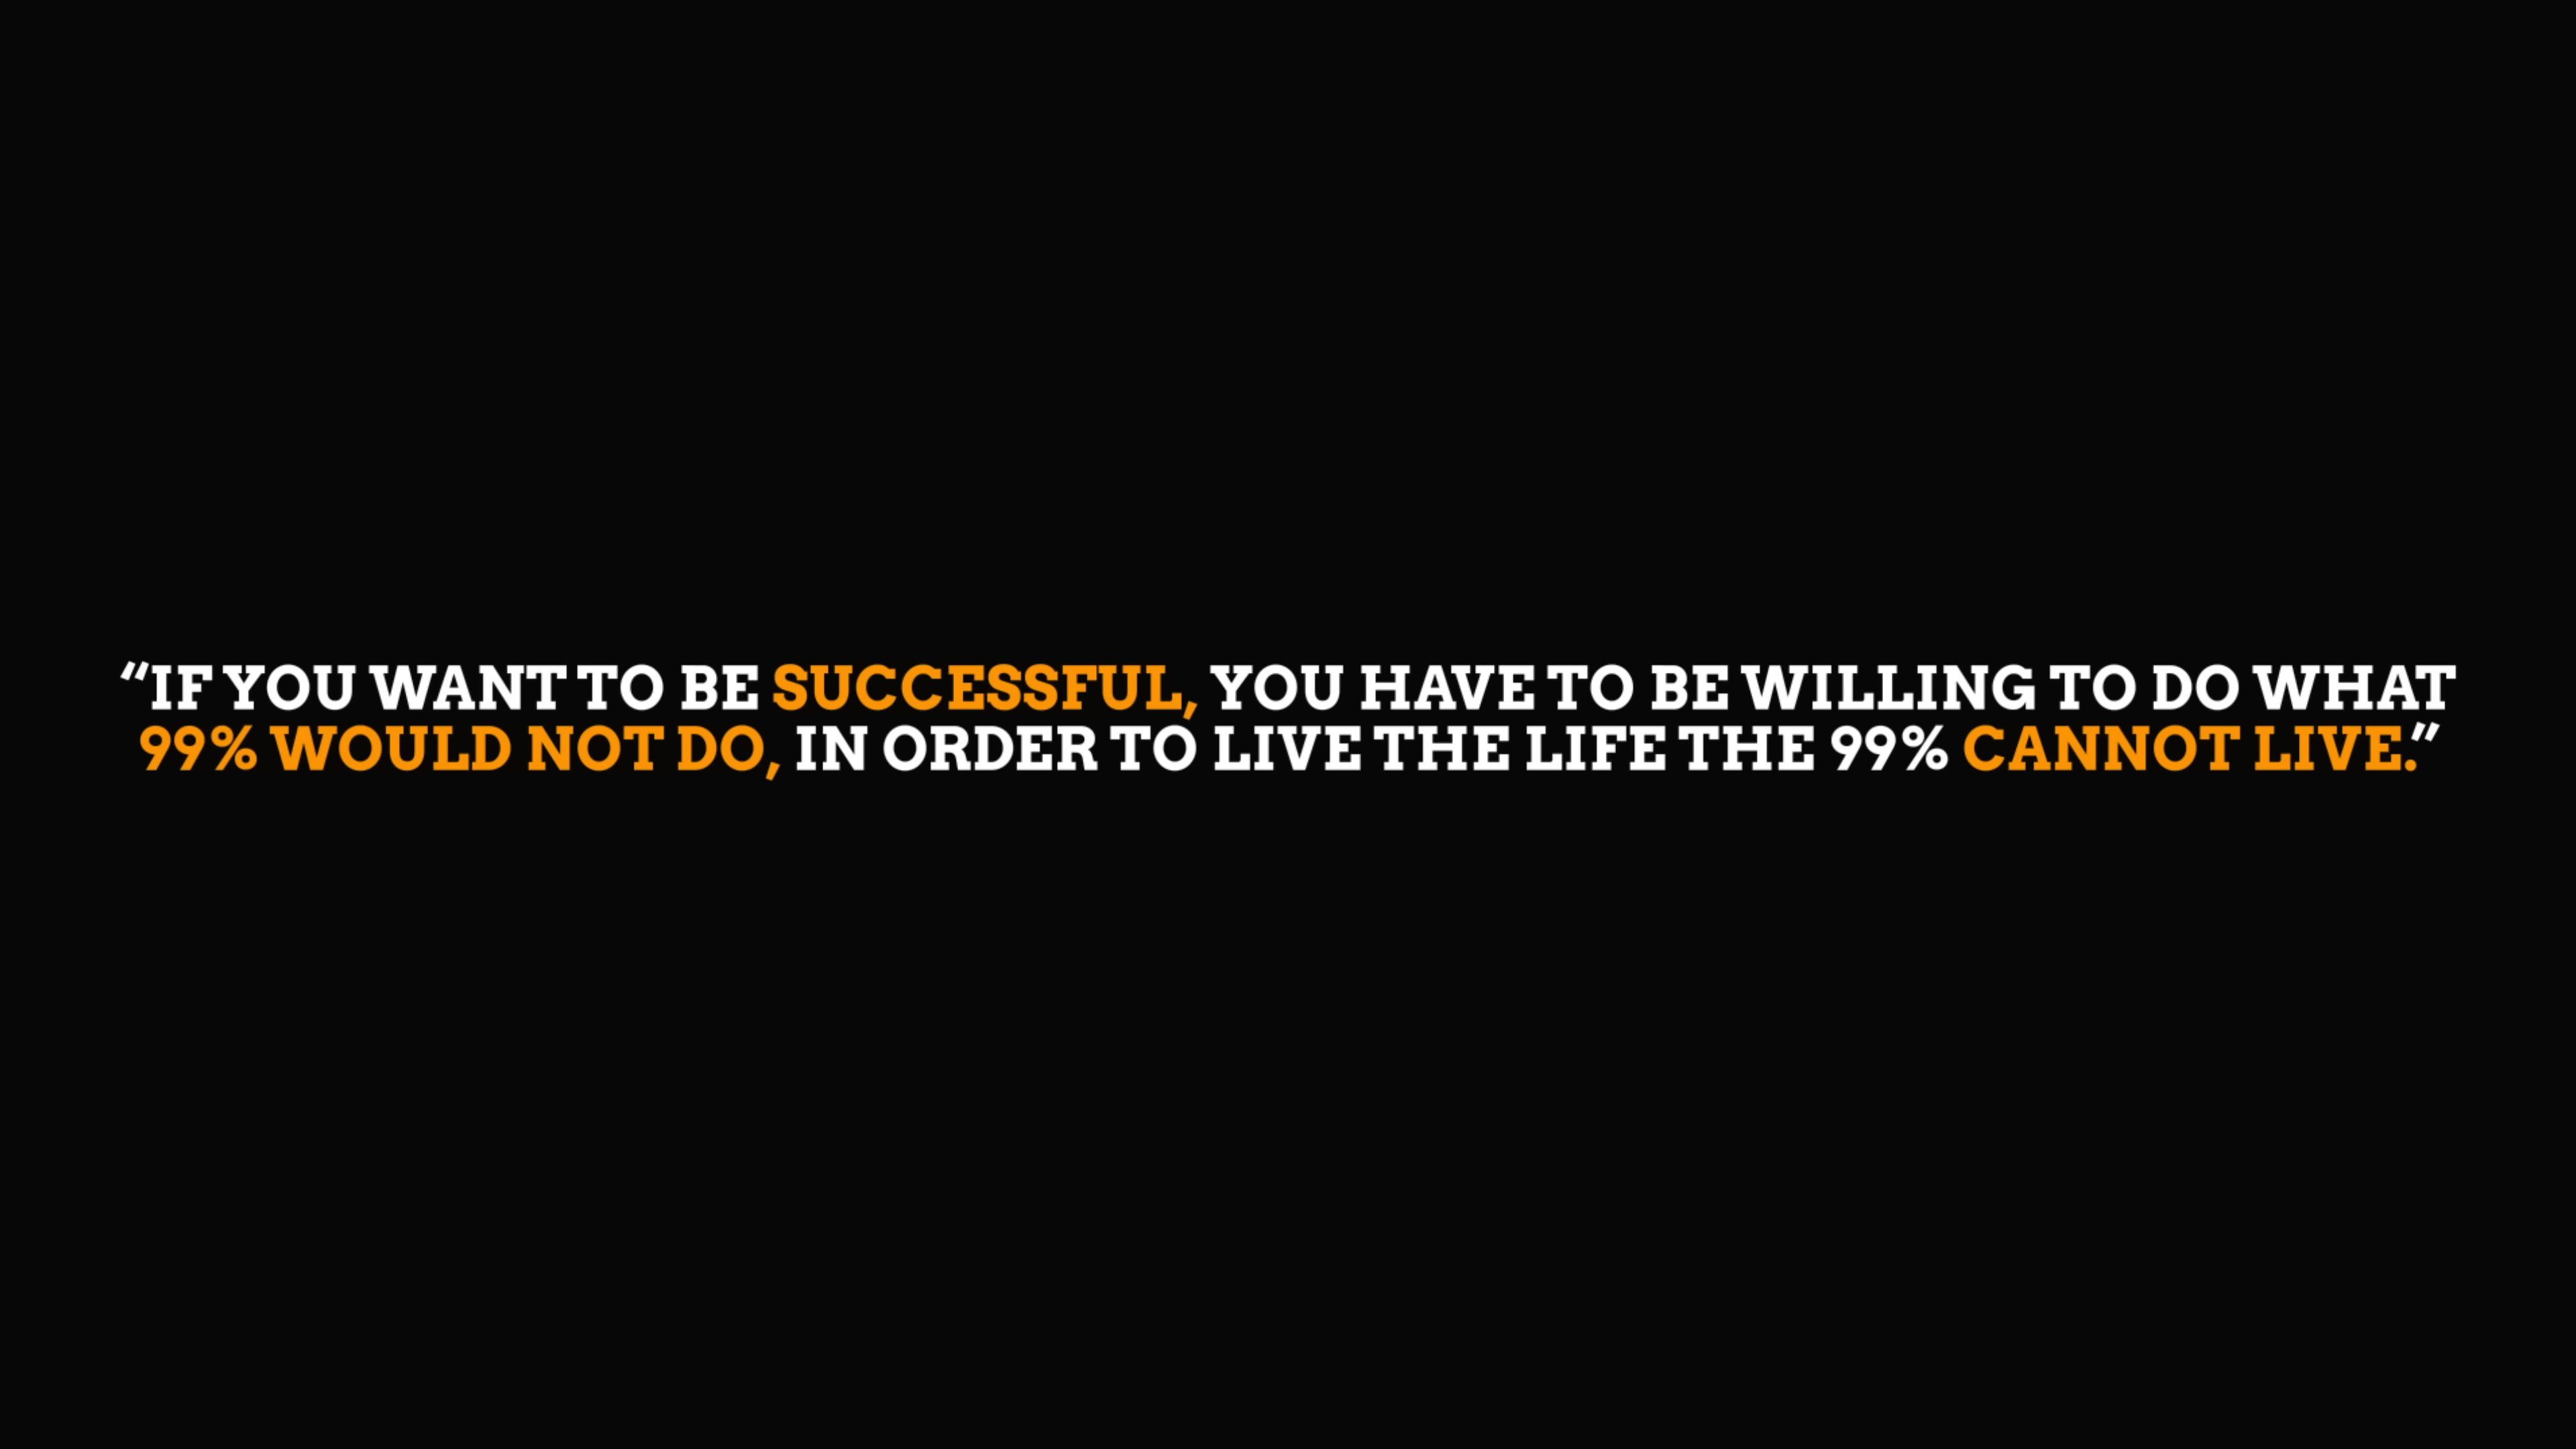 “IF YOU WANT TO BE SUCCESSFUL, YOU HAVE TO BE WILLING TO DO WHAT
99% WOULD NOT DO, IN ORDER TO LIVE THE LIFE THE 99% CANNOT LIVE.”